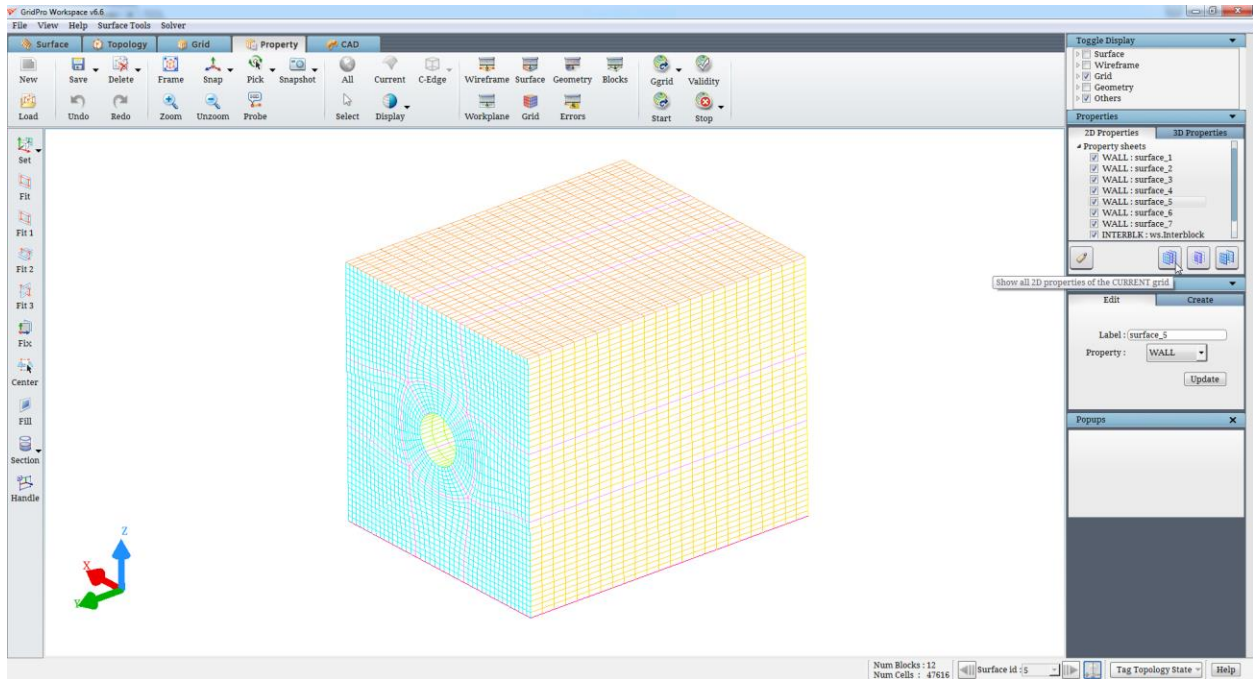 GridPro Workspace v6.6
File View Help Surface Tools Solver
Surface Topology Grid Property CAD
New Save Delete Frame Snap Pick Snapshot All Current C-Edge Wireframe Surface Geometry Blocks Ggrid Validity
Load Undo Redo Zoom Unzoom Probe Select Display Workplane Grid Errors Start Stop
Set
Fit
Fit 1
Fit 2
Fit 3
Fix
Center
Fill
Section
Handle
Z
X
Y
Toggle Display
Surface
Wireframe
Grid
Geometry
Others
Properties
2D Properties 3D Properties
Property sheets
WALL : surface_1
WALL : surface_2
WALL : surface_3
WALL : surface_4
WALL : surface_5
WALL : surface_6
WALL : surface_7
INTERBLK : ws.Interblock
Show all 2D properties of the CURRENT grid
Edit Create
Label : surface_5
Property : WALL
Update
Popups X
Num Blocks : 12
Num Cells : 47616
Surface id : 5
Tag Topology State
Help